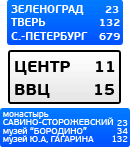 ЗЕЛЕНОГРАД 23
ТВЕРЬ 132
С.-ПЕТЕРБУРГ 679
ЦЕНТР 11
ВВЦ 15
монастырь
САВИНО-СТОРОЖЕВСКИЙ 23
музей "БОРОДИНО" 34
музей Ю.А, ГАГАРИНА 132